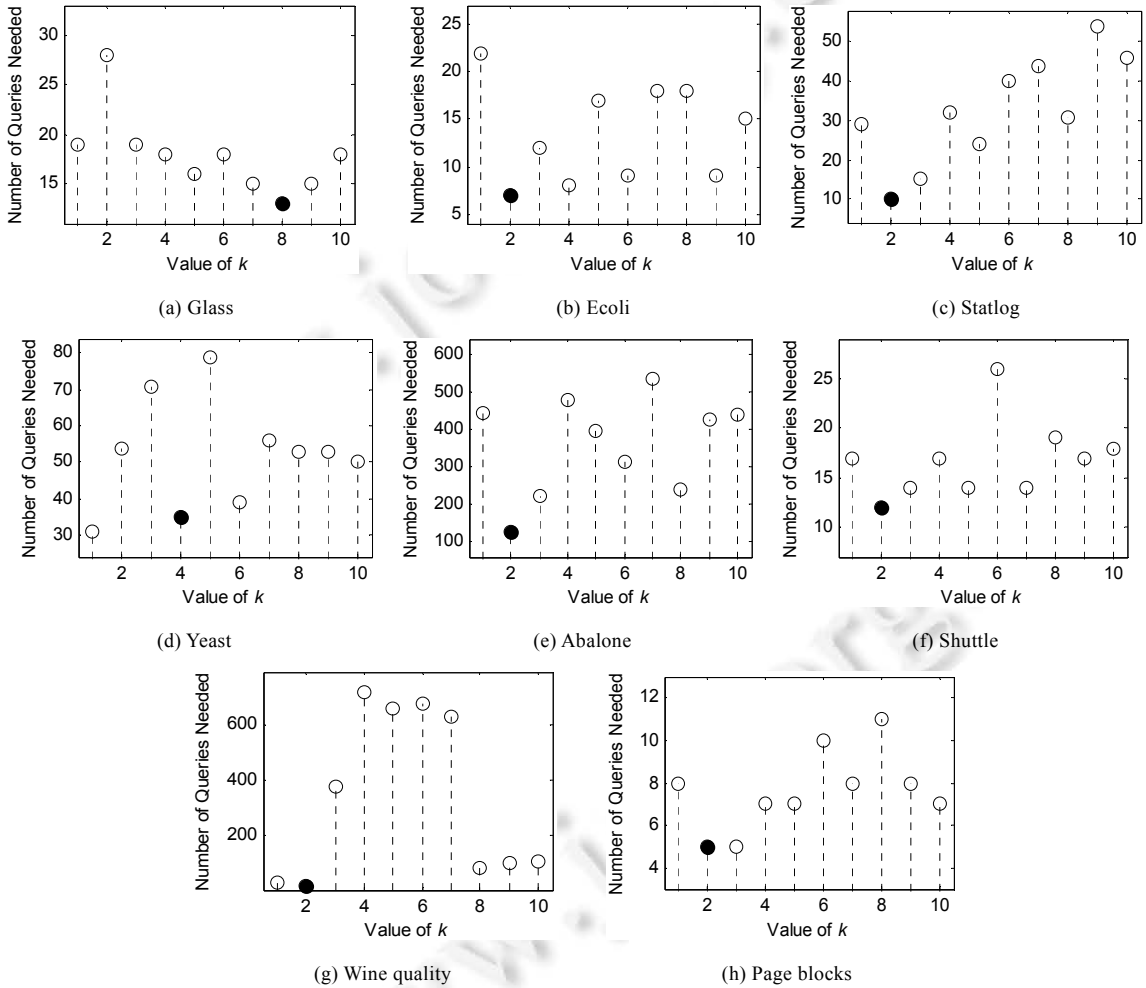 Number of Queries Needed
30
25
20
15
2 4 6 8 10
Value of k
(a) Glass
Number of Queries Needed
25
20
15
10
5
2 4 6 8 10
Value of k
(b) Ecoli
Number of Queries Needed
50
40
30
20
10
2 4 6 8 10
Value of k
(c) Statlog
Number of Queries Needed
80
70
60
50
40
30
2 4 6 8 10
Value of k
(d) Yeast
Number of Queries Needed
600
500
400
300
200
100
2 4 6 8 10
Value of k
(e) Abalone
Number of Queries Needed
25
20
15
10
2 4 6 8 10
Value of k
(f) Shuttle
Number of Queries Needed
600
400
200
2 4 6 8 10
Value of k
(g) Wine quality
Number of Queries Needed
12
10
8
6
4
2 4 6 8 10
Value of k
(h) Page blocks